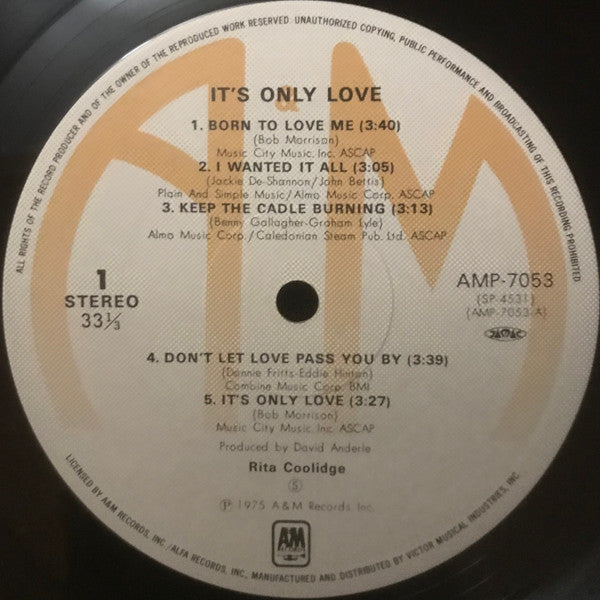 ALL RIGHTS OF THE RECORD PRODUCER AND OF THE OWNER OF THE REPRODUCED WORK RESERVED. UNAUTHORIZED COPYING, PUBLIC PERFORMANCE AND BROADCASTING OF THIS RECORDING PROHIBITED
IT'S ONLY LOVE
1. BORN TO LOVE ME (3:40)
(Bob Morrison)
Music City Music. Inc. ASCAP
2. I WANTED IT ALL (3:05)
(Jackie De Shannon/John Bettis)
Plain And Simple Music/Almo Music Corp. ASCAP
3. KEEP THE CADLE BURNING (3:13)
(Benny Gallagher-Graham Lyle)
Almo Music Corp./Caledonian Steam Pub. Ltd. ASCAP
1
STEREO
33⅓
AMP-7053
(SP-4531)
(AMP-7053-A)
4. DON'T LET LOVE PASS YOU BY (3:39)
(Donnie Fritts-Eddie Hinton)
Combine Music Corp. BMI
5. IT'S ONLY LOVE (3:27)
(Bob Morrison)
Music City Music. Inc. ASCAP
Produced by David Anderle
Rita Coolidge
Ⓢ
Ⓟ 1975 A&M Records Inc.
A&M
RECORDS
LICENSED BY A&M RECORDS, INC./ALFA RECORDS, INC. MANUFACTURED AND DISTRIBUTED BY VICTOR MUSICAL INDUSTRIES, INC.